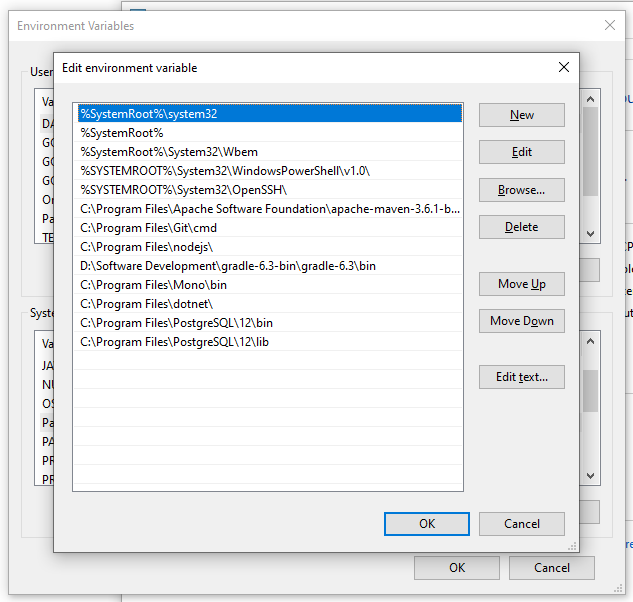 Environment Variables
Edit environment variable
User
Va
DA
GO
GO
GO
On
Pa
TE
%SystemRoot%\system32
%SystemRoot%
%SystemRoot%\System32\Wbem
%SYSTEMROOT%\System32\WindowsPowerShell\v1.0\
%SYSTEMROOT%\System32\OpenSSH\
C:\Program Files\Apache Software Foundation\apache-maven-3.6.1-b...
C:\Program Files\Git\cmd
C:\Program Files\nodejs\
D:\Software Development\gradle-6.3-bin\gradle-6.3\bin
C:\Program Files\Mono\bin
C:\Program Files\dotnet\
C:\Program Files\PostgreSQL\12\bin
C:\Program Files\PostgreSQL\12\lib
New
Edit
Browse...
Delete
Move Up
Move Down
Edit text...
OK
Cancel
Syste
Va
JA
NU
OS
Pa
PA
PR
PR
OK
Cancel